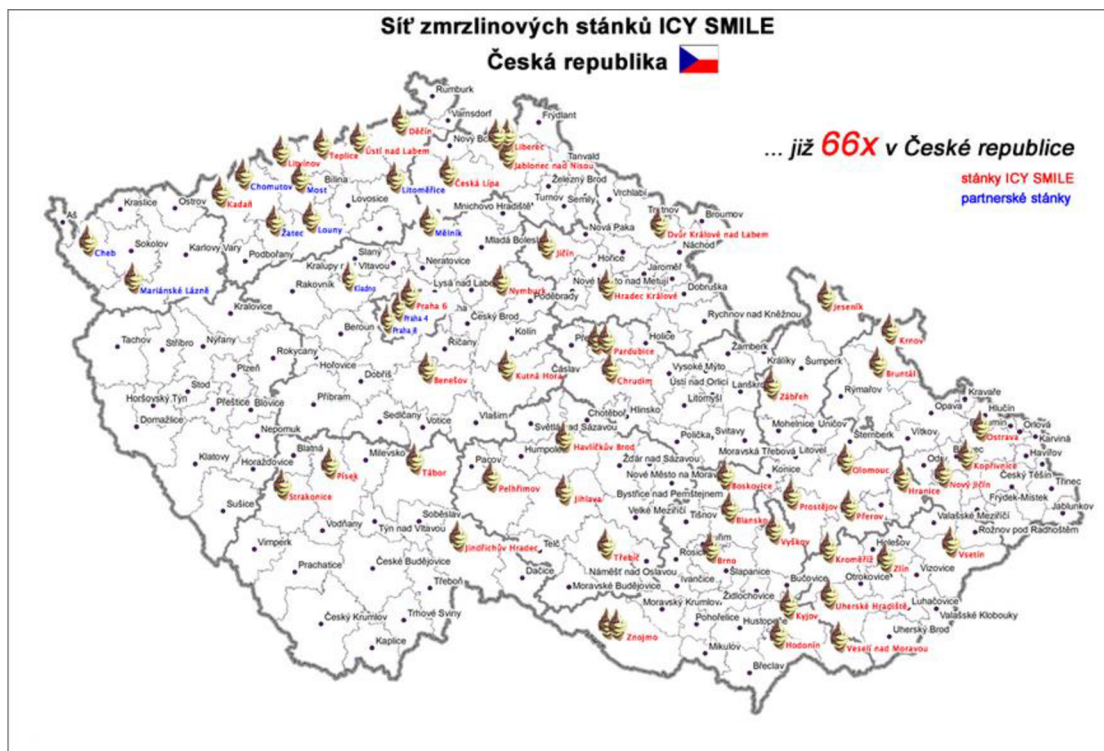 Síť zmrzlinových stánků ICY SMILE
Česká republika
... již 66x v České republice
stánky ICY SMILE
partnerské stánky
Rumburk
Varnsdorf
Frýdlant
Děčín
Liberec
Teplice
Ústí nad Labem
Litvínov
Jablonec nad Nisou
Tanvald
Bílina
Česká Lípa
Chomutov
Most
Litoměřice
Železný Brod
Vrchlabí
Kadaň
Lovosice
Turnov
Semily
Kraslice
Ostrov
Mnichovo Hradiště
Trutnov
Broumov
Aš
Žatec
Louny
Mělník
Nová Paka
Dvůr Králové nad Labem
Cheb
Sokolov
Karlovy Vary
Podbořany
Slaný
Jičín
Náchod
Kralupy
Vltavou
Neratovice
Hořice
Jaroměř
Mariánské Lázně
Rakovník
Kladno
Nymburk
Hradec Králové
Dobruška
Praha 6
Poděbrady
Jeseník
Kralovice
Praha 4
Český Brod
Rychnov nad Kněžnou
Beroun
Praha 8
Kolín
Holice
Krnov
Tachov
Stříbro
Nýřany
Rokycany
Říčany
Pardubice
Žamberk
Hořovice
Plzeň
Benešov
Kutná Hora
Čáslav
Chrudim
Vysoké Mýto
Králíky
Šumperk
Bruntál
Dobříš
Ústí nad Orlicí
Zábřeh
Rýmařov
Stod
Přeštice
Blovice
Příbram
Litomyšl
Kravaře
Horšovský Týn
Domažlice
Sedlčany
Votice
Vlašim
Chotěboř
Hlinsko
Opava
Hlučín
Nepomuk
Světlá nad Sázavou
Polička
Svitavy
Mohelnice
Uničov
Vítkov
Orlová
Ostrava
Karviná
Blatná
Milevsko
Humpolec
Havlíčkův Brod
Moravská Třebová
Litovel
Šternberk
Havířov
Klatovy
Horažďovice
Písek
Tábor
Pacov
Žďár nad Sázavou
Konice
Olomouc
Kopřivnice
Český Těšín
Strakonice
Pelhřimov
Nové Město na Moravě
Boskovice
Hranice
Nový Jičín
Třinec
Frýdek-Místek
Sušice
Jihlava
Bystřice nad Pernštejnem
Prostějov
Přerov
Jablunkov
Vodňany
Týn nad Vltavou
Soběslav
Velké Meziříčí
Tišnov
Blansko
Valašské Meziříčí
Rožnov pod Radhoštěm
Vimperk
Jindřichův Hradec
Telč
Třebíč
Vyškov
Holešov
Vsetín
Prachatice
České Budějovice
Třeboň
Dačice
Náměšť nad Oslavou
Brno
Šlapanice
Kroměříž
Zlín
Vizovice
Moravské Budějovice
Ivančice
Bučovice
Otrokovice
Český Krumlov
Trhové Sviny
Moravský Krumlov
Židlochovice
Kyjov
Uherské Hradiště
Luhačovice
Valašské Klobouky
Kaplice
Znojmo
Pohořelice
Hustopeče
Hodonín
Veselí nad Moravou
Uherský Brod
Mikulov
Břeclav